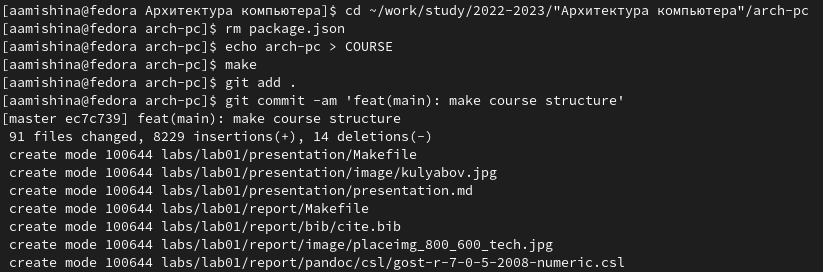 [aamishina@fedora Архитектура компьютера]$ cd ~/work/study/2022-2023/"Архитектура компьютера"/arch-pc
[aamishina@fedora arch-pc]$ rm package.json
[aamishina@fedora arch-pc]$ echo arch-pc > COURSE
[aamishina@fedora arch-pc]$ make
[aamishina@fedora arch-pc]$ git add .
[aamishina@fedora arch-pc]$ git commit -am 'feat(main): make course structure'
[master ec7c739] feat(main): make course structure
 91 files changed, 8229 insertions(+), 14 deletions(-)
 create mode 100644 labs/lab01/presentation/Makefile
 create mode 100644 labs/lab01/presentation/image/kulyabov.jpg
 create mode 100644 labs/lab01/presentation/presentation.md
 create mode 100644 labs/lab01/report/Makefile
 create mode 100644 labs/lab01/report/bib/cite.bib
 create mode 100644 labs/lab01/report/image/placeimg_800_600_tech.jpg
 create mode 100644 labs/lab01/report/pandoc/csl/gost-r-7-0-5-2008-numeric.csl